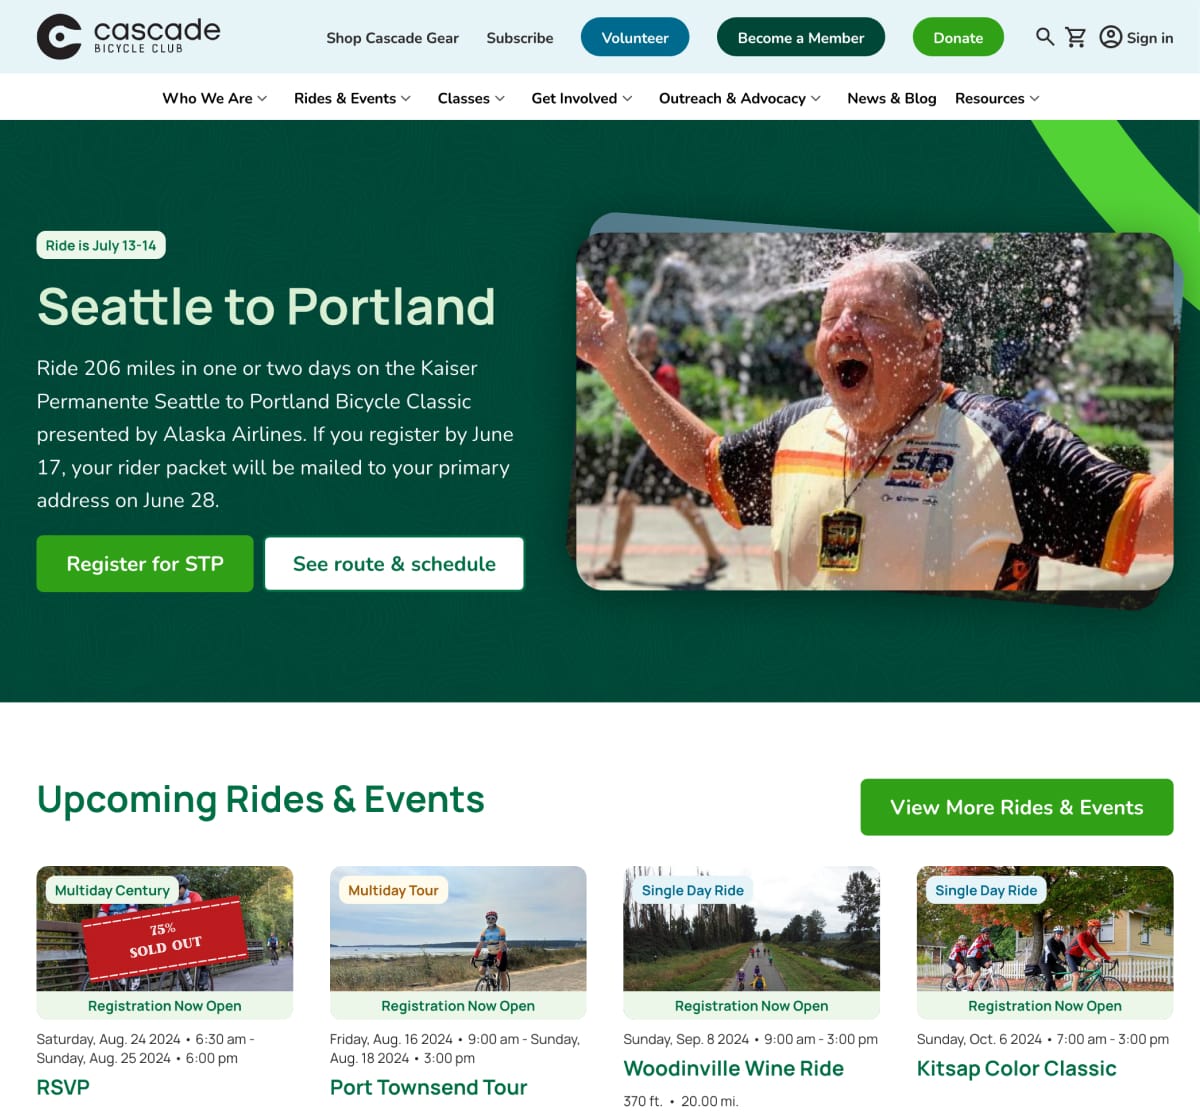 cascade
BICYCLE CLUB
Shop Cascade Gear
Subscribe
Volunteer
Become a Member
Donate
Sign in
Who We Are
Rides & Events
Classes
Get Involved
Outreach & Advocacy
News & Blog
Resources
Ride is July 13-14
Seattle to Portland
Ride 206 miles in one or two days on the Kaiser
Permanente Seattle to Portland Bicycle Classic
presented by Alaska Airlines. If you register by June
17, your rider packet will be mailed to your primary
address on June 28.
Register for STP
See route & schedule
stp
STP
Upcoming Rides & Events
View More Rides & Events
Multiday Century
75%
SOLD OUT
Registration Now Open
Saturday, Aug. 24 2024 • 6:30 am -
Sunday, Aug. 25 2024 • 6:00 pm
RSVP
Multiday Tour
Registration Now Open
Friday, Aug. 16 2024 • 9:00 am - Sunday,
Aug. 18 2024 • 3:00 pm
Port Townsend Tour
Single Day Ride
Registration Now Open
Sunday, Sep. 8 2024 • 9:00 am - 3:00 pm
Woodinville Wine Ride
370 ft. • 20.00 mi.
Single Day Ride
Registration Now Open
Sunday, Oct. 6 2024 • 7:00 am - 3:00 pm
Kitsap Color Classic